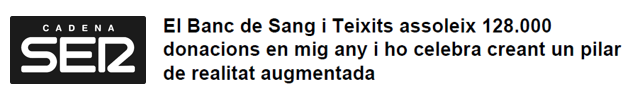 CADENA
SER
El Banc de Sang i Teixits assoleix 128.000
donacions en mig any i ho celebra creant un pilar
de realitat augmentada